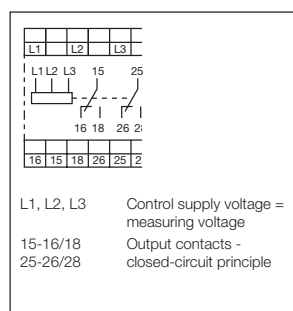 L1 L2 L3
L1 L2 L3 15 25
16 18 26
16 15 18 26 25
L1, L2, L3 Control supply voltage =
measuring voltage
15-16/18 Output contacts -
25-26/28 closed-circuit principle